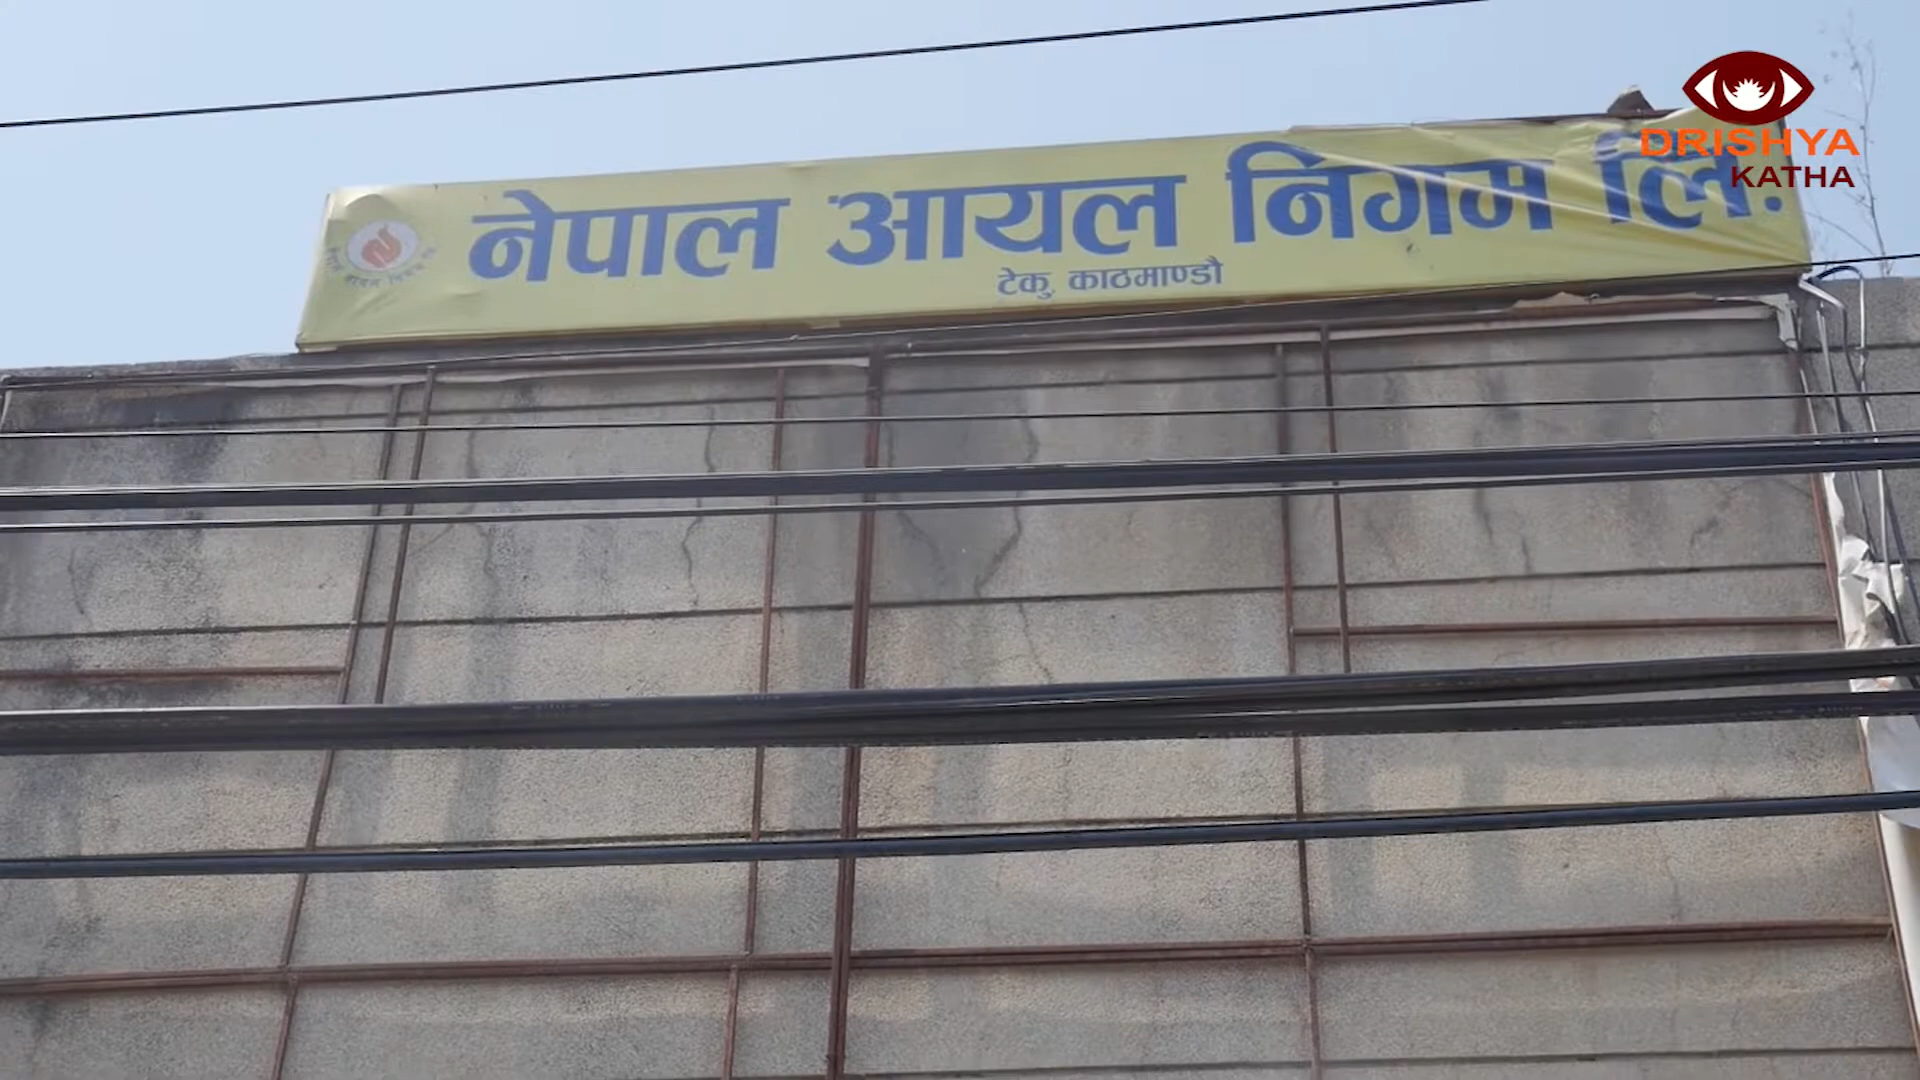 नेपाल आयल निगम लि.
टेकु, काठमाण्डौ
DRISHYA
KATHA